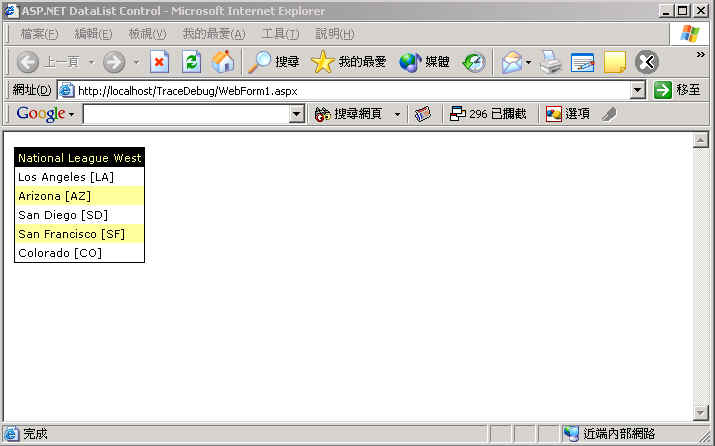 ASP.NET DataList Control - Microsoft Internet Explorer
檔案(F) 編輯(E) 檢視(V) 我的最愛(A) 工具(T) 說明(H)
上一頁 搜尋 我的最愛 媒體 »
網址(D) http://localhost/TraceDebug/WebForm1.aspx 移至
Google 搜尋網頁 296 已攔截 選項
National League West
Los Angeles [LA]
Arizona [AZ]
San Diego [SD]
San Francisco [SF]
Colorado [CO]
完成 近端內部網路